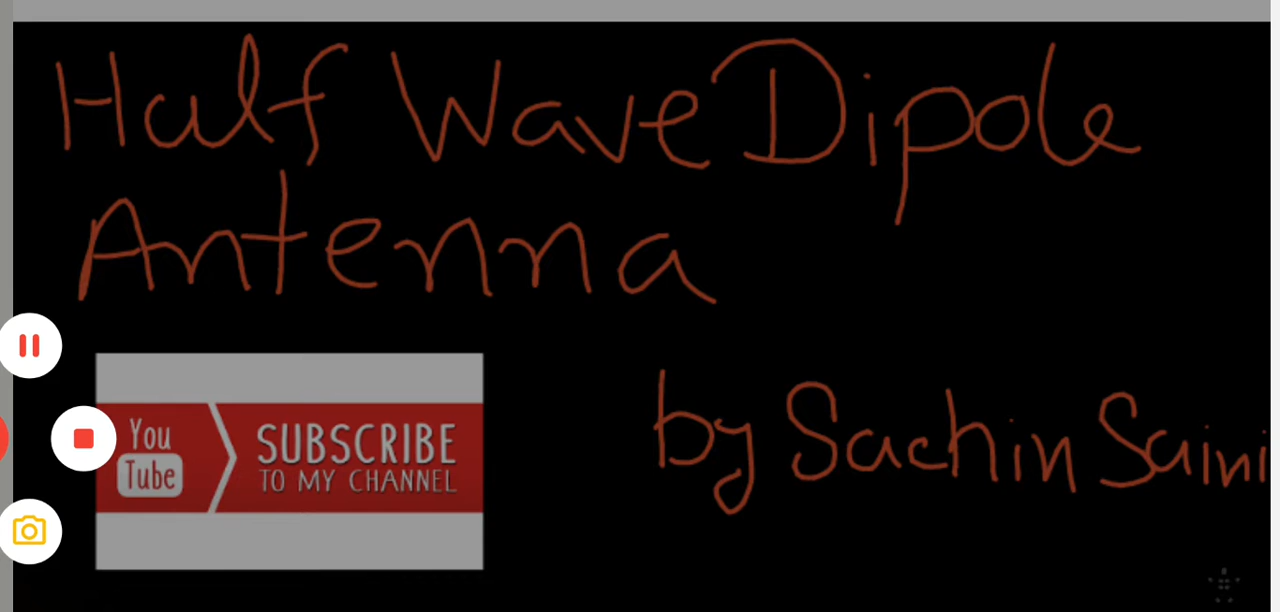 Half Wave Dipole
Antenna
by Sachin Saini
You
Tube
SUBSCRIBE
TO MY CHANNEL